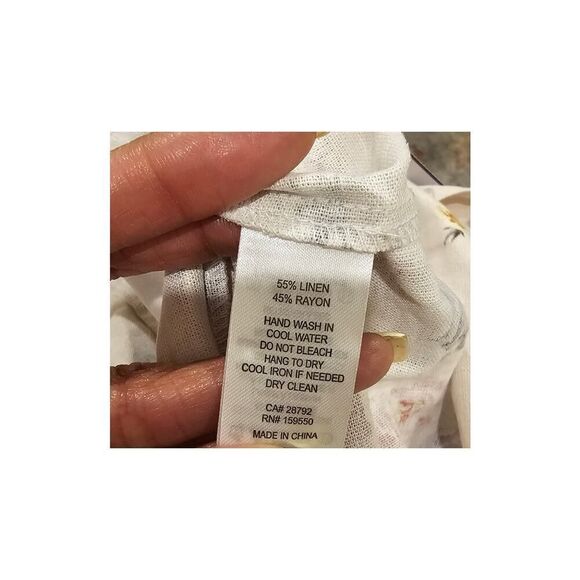 55% LINEN
45% RAYON
HAND WASH IN
COOL WATER
DO NOT BLEACH
HANG TO DRY
COOL IRON IF NEEDED
DRY CLEAN
CA# 28792
RN# 159550
MADE IN CHINA